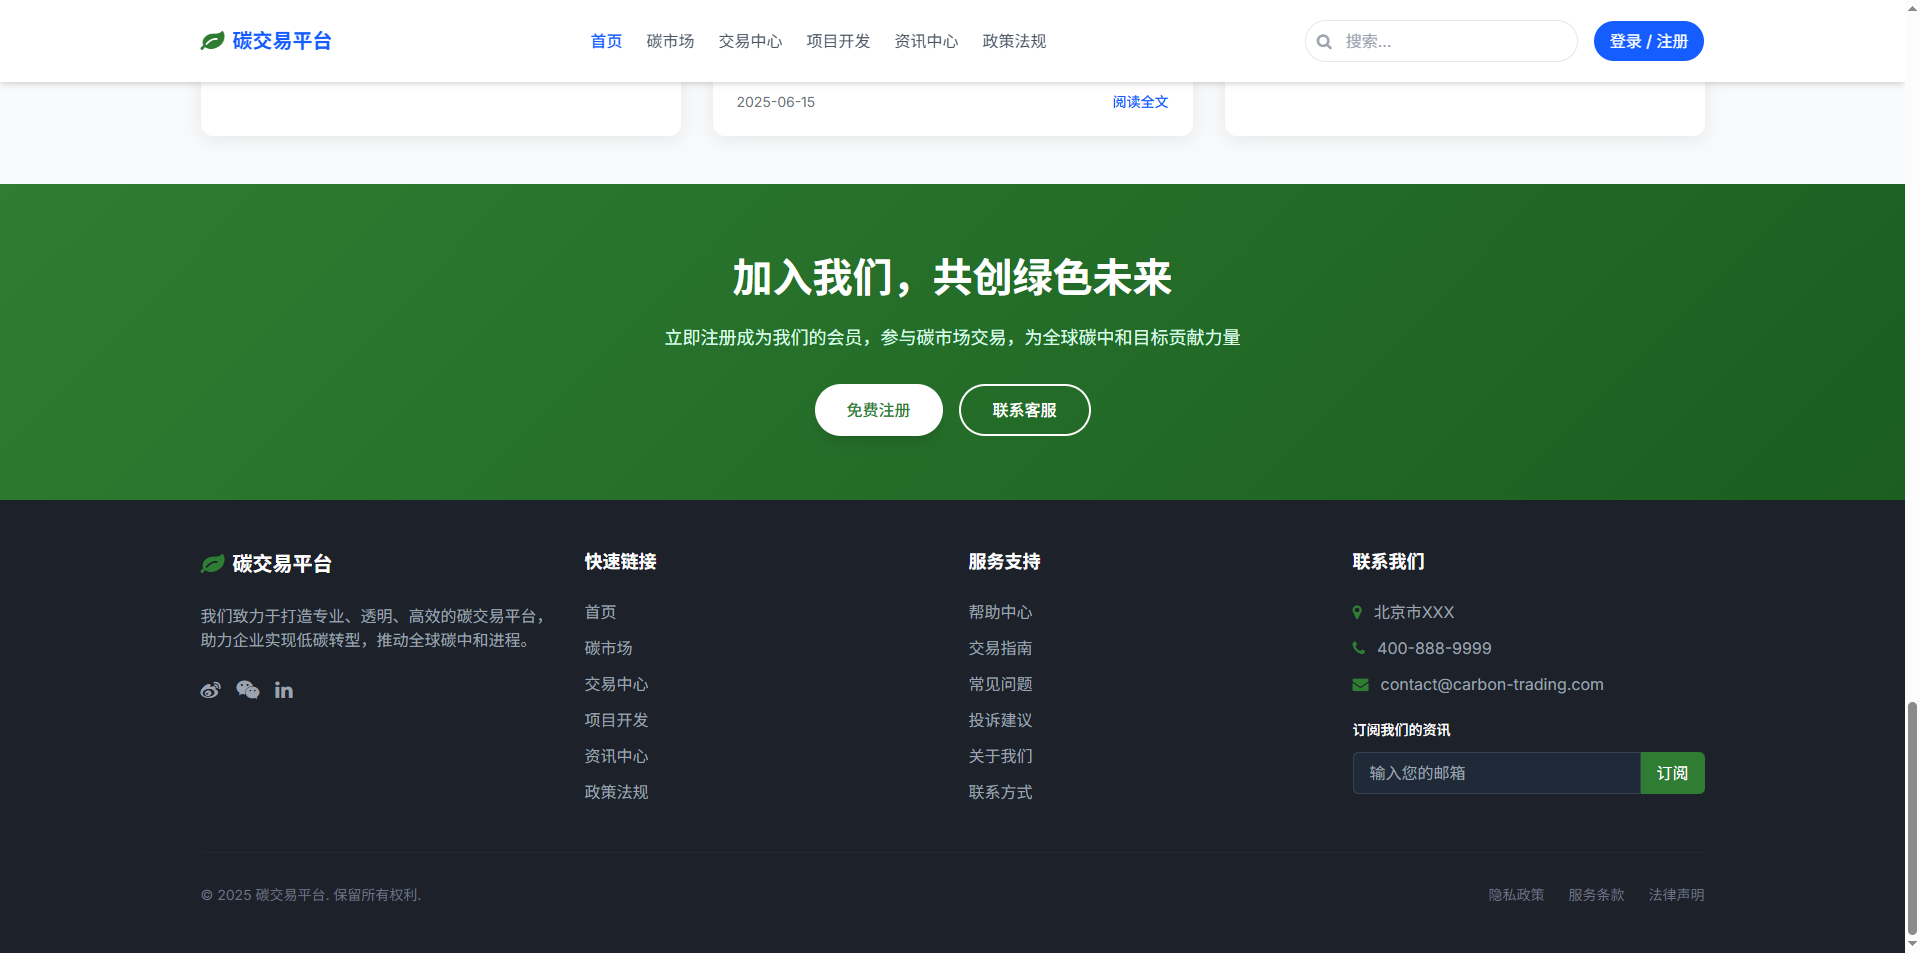 碳交易平台
首页 碳市场 交易中心 项目开发 资讯中心 政策法规
搜索...
登录 / 注册
2025-06-15 阅读全文
加入我们，共创绿色未来
立即注册成为我们的会员，参与碳市场交易，为全球碳中和目标贡献力量
免费注册 联系客服
碳交易平台
我们致力于打造专业、透明、高效的碳交易平台，
助力企业实现低碳转型，推动全球碳中和进程。
快速链接
首页
碳市场
交易中心
项目开发
资讯中心
政策法规
服务支持
帮助中心
交易指南
常见问题
投诉建议
关于我们
联系方式
联系我们
北京市XXX
400-888-9999
contact@carbon-trading.com
订阅我们的资讯
输入您的邮箱 订阅
© 2025 碳交易平台. 保留所有权利.
隐私政策 服务条款 法律声明